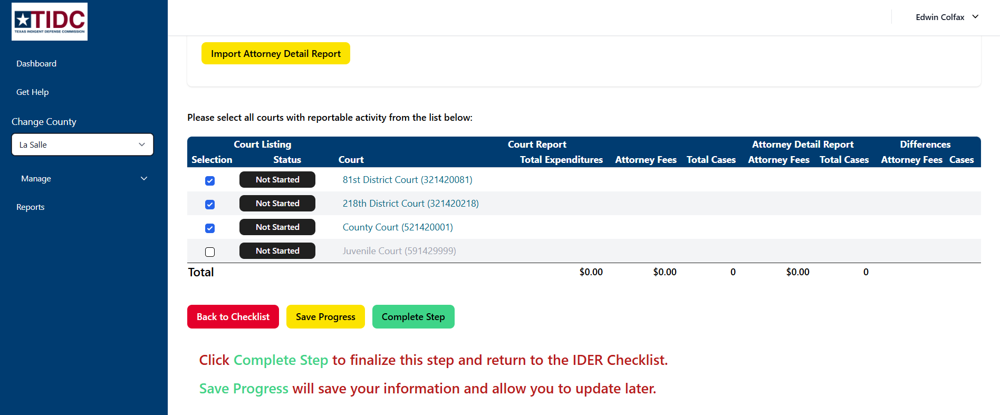 TIDC
TEXAS INDIGENT DEFENSE COMMISSION
Edwin Colfax
Dashboard
Get Help
Change County
La Salle
Manage
Reports
Import Attorney Detail Report
Please select all courts with reportable activity from the list below:
Court Listing Court Report Attorney Detail Report Differences
Selection Status Court Total Expenditures Attorney Fees Total Cases Attorney Fees Total Cases Attorney Fees Cases
Not Started 81st District Court (321420081)
Not Started 218th District Court (321420218)
Not Started County Court (521420001)
Not Started Juvenile Court (591429999)
Total $0.00 $0.00 0 $0.00 0
Back to Checklist Save Progress Complete Step
Click Complete Step to finalize this step and return to the IDER Checklist.
Save Progress will save your information and allow you to update later.